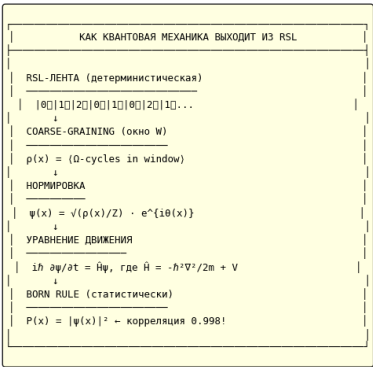 КАК КВАНТОВАЯ МЕХАНИКА ВЫХОДИТ ИЗ RSL
RSL-ЛЕНТА (детерминистическая)
|0⟩|1⟩|2⟩|0⟩|1⟩|0⟩|2⟩|1⟩...
↓
COARSE-GRAINING (окно W)
ρ(x) = ⟨Ω-cycles in window⟩
↓
НОРМИРОВКА
ψ(x) = √(ρ(x)/Z) · e^{iθ(x)}
↓
УРАВНЕНИЕ ДВИЖЕНИЯ
iℏ ∂ψ/∂t = Ĥψ, где Ĥ = -ℏ²∇²/2m + V
↓
BORN RULE (статистически)
P(x) = |ψ(x)|² ← корреляция 0.998!